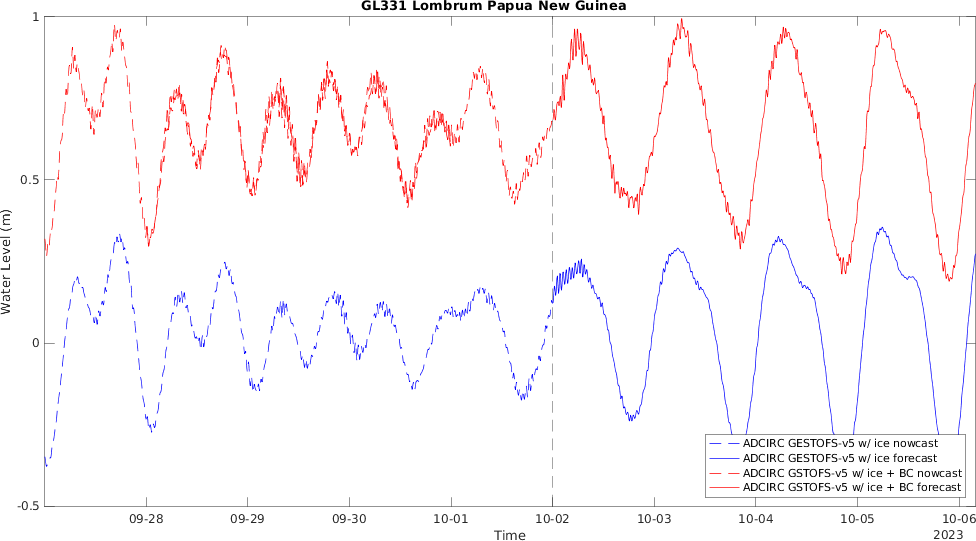 GL331 Lombrum Papua New Guinea
1
0.5
0
-0.5
Water Level (m)
09-28 09-29 09-30 10-01 10-02 10-03 10-04 10-05 10-06
Time
2023
ADCIRC GESTOFS-v5 w/ ice nowcast
ADCIRC GESTOFS-v5 w/ ice forecast
ADCIRC GSTOFS-v5 w/ ice + BC nowcast
ADCIRC GSTOFS-v5 w/ ice + BC forecast